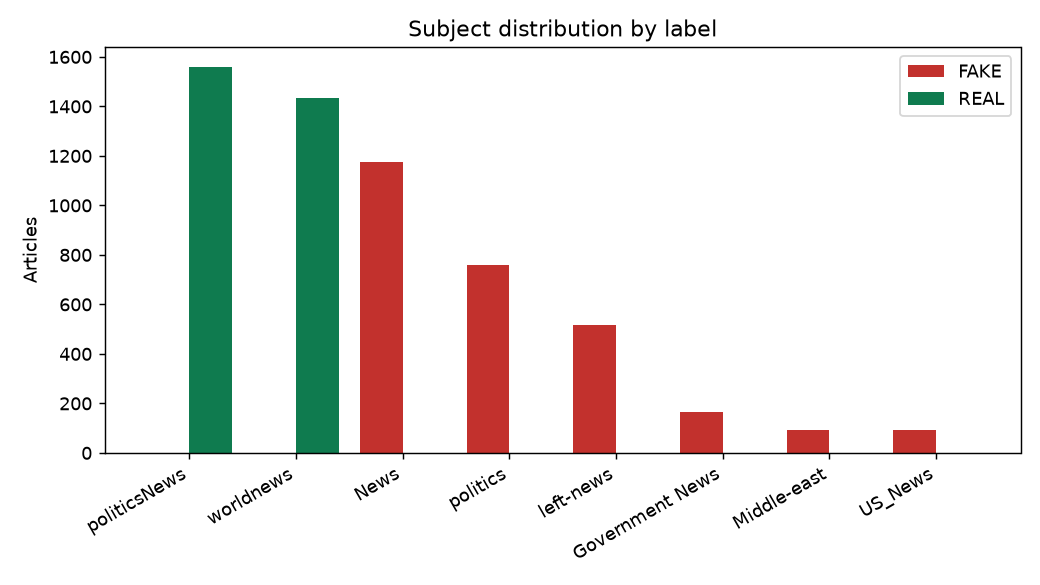 Subject distribution by label
1600
1400
1200
1000
800
600
400
200
0
Articles
FAKE
REAL
politicsNews
worldnews
News
politics
left-news
Government News
Middle-east
US_News